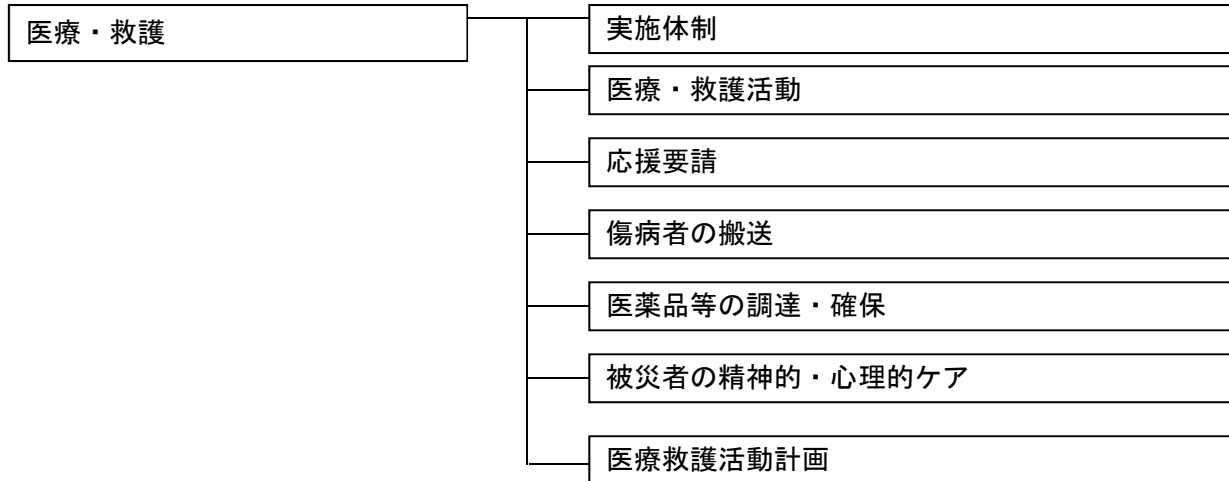 医療・救護
実施体制
医療・救護活動
応援要請
傷病者の搬送
医薬品等の調達・確保
被災者の精神的・心理的ケア
医療救護活動計画